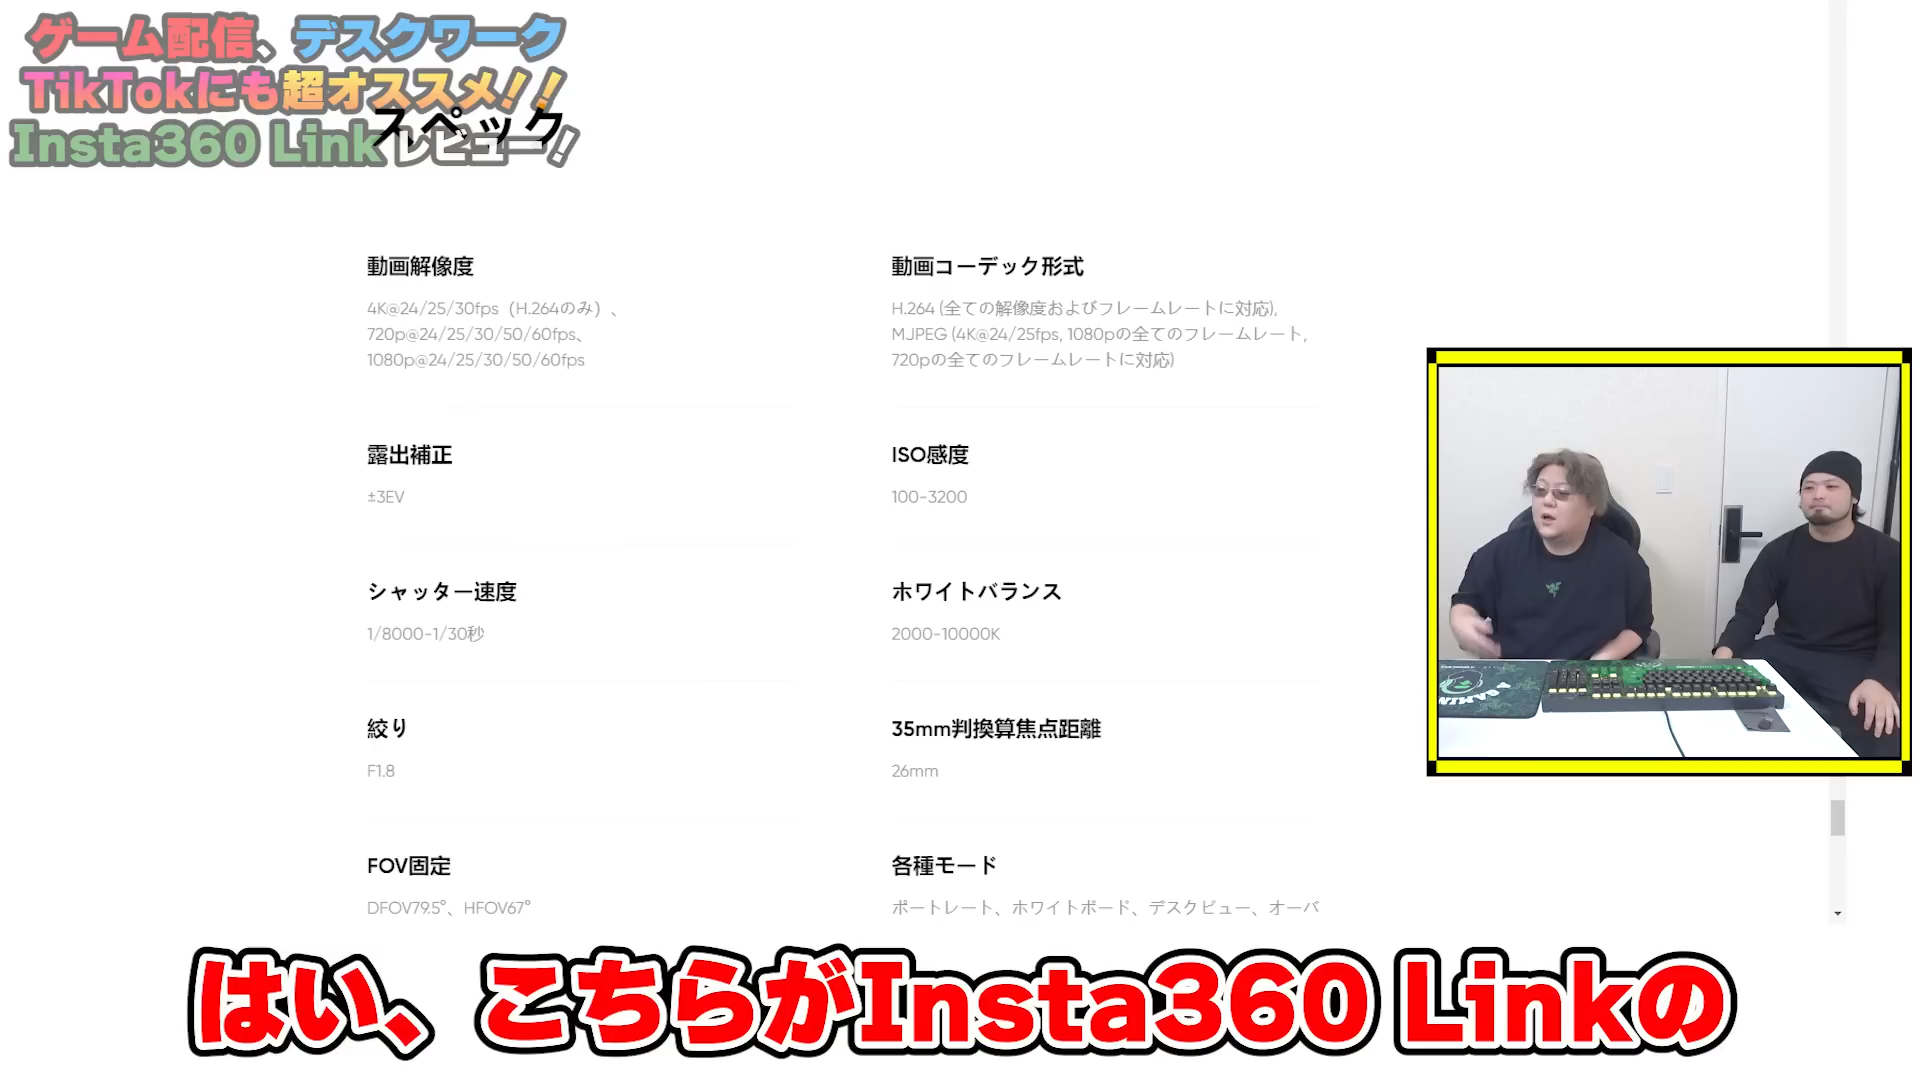 ゲーム配信、デスクワーク
TikTokにも超オススメ!!
Insta360 Linkレビュー!
スペック
動画解像度
4K@24/25/30fps（H.264のみ）、
720p@24/25/30/50/60fps、
1080p@24/25/30/50/60fps
動画コーデック形式
H.264 (全ての解像度およびフレームレートに対応),
MJPEG (4K@24/25fps, 1080pの全てのフレームレート,
720pの全てのフレームレートに対応)
露出補正
±3EV
ISO感度
100-3200
シャッター速度
1/8000-1/30秒
ホワイトバランス
2000-10000K
絞り
F1.8
35mm判換算焦点距離
26mm
FOV固定
DFOV79.5°、HFOV67°
各種モード
ポートレート、ホワイトボード、デスクビュー、オーバ
はい、こちらがInsta360 Linkの